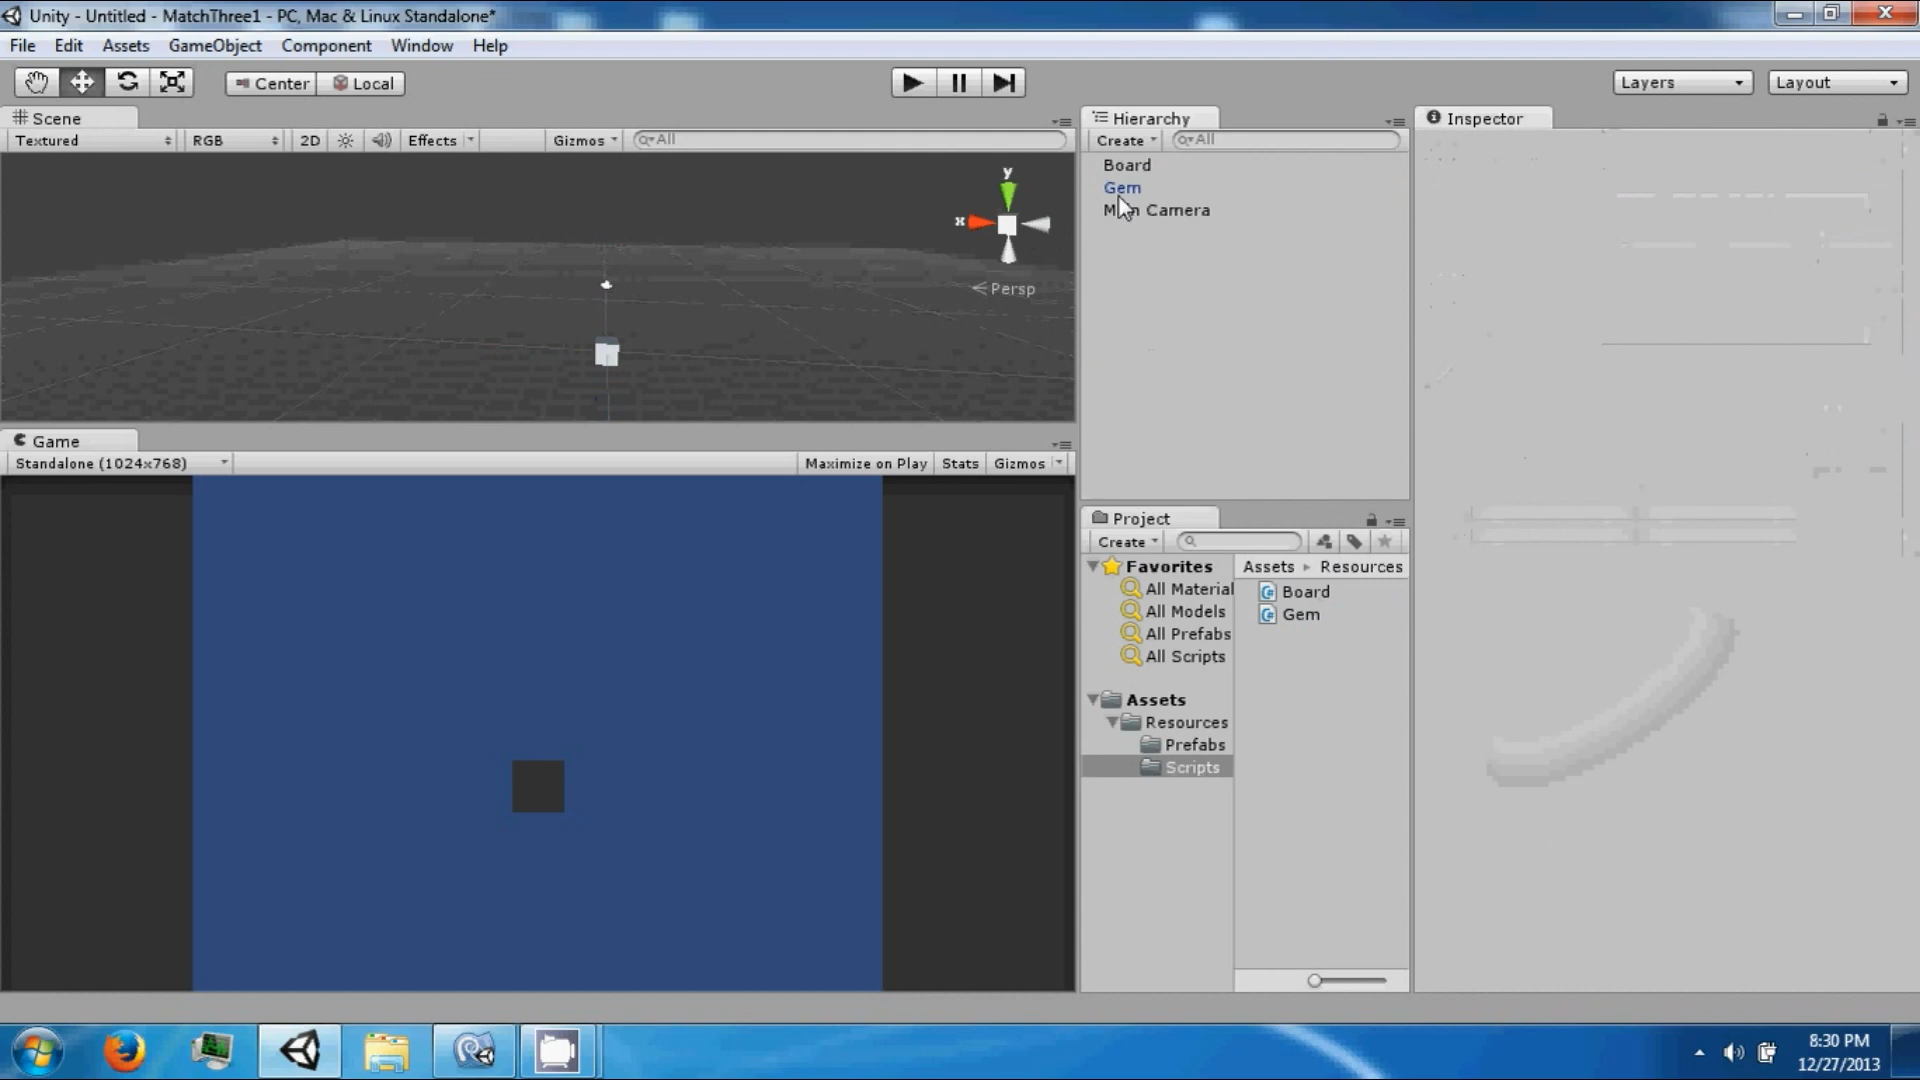 Unity - Untitled - MatchThree1 - PC, Mac & Linux Standalone*
File Edit Assets GameObject Component Window Help
Center Local
Layers Layout
Scene
Textured RGB 2D Effects Gizmos All
y
x
Persp
Game
Standalone (1024x768) Maximize on Play Stats Gizmos
Hierarchy
Create All
Board
Gem
Camera
Project
Create
Favorites
All Material
All Models
All Prefabs
All Scripts
Assets
Resources
Prefabs
Scripts
Assets Resources
Board
Gem
Inspector
8:30 PM
12/27/2013